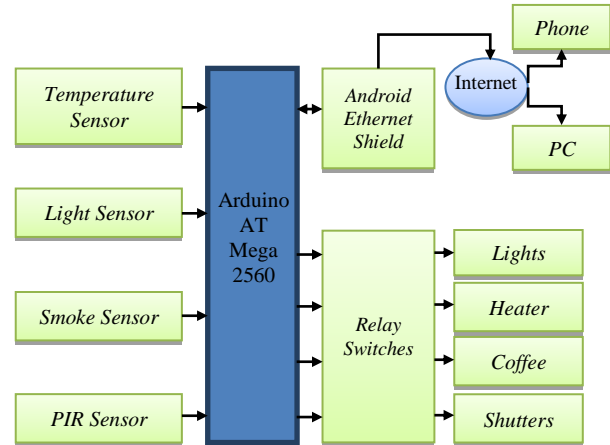 Temperature
Sensor
Light Sensor
Smoke Sensor
PIR Sensor
Arduino
AT
Mega
2560
Android
Ethernet
Shield
Internet
Phone
PC
Relay
Switches
Lights
Heater
Coffee
Shutters